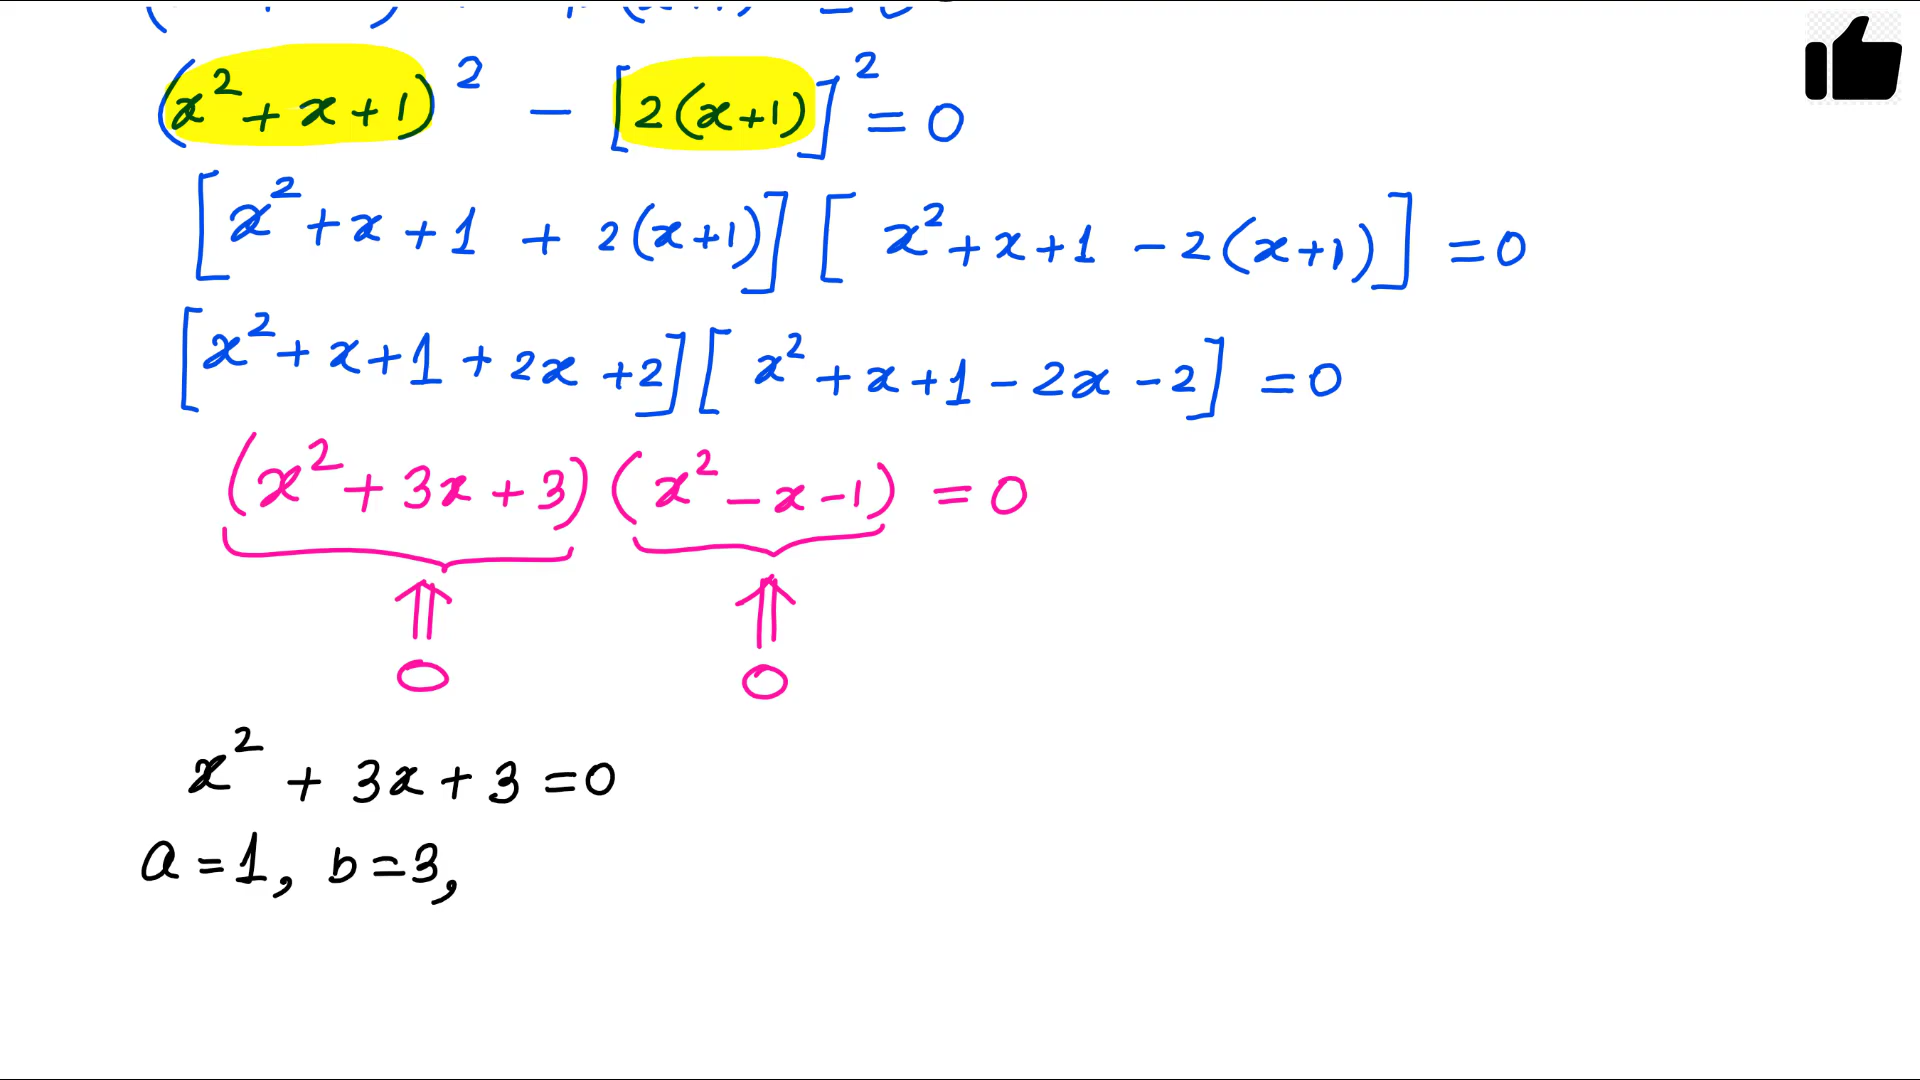 (x² + x + 1)² - [2(x+1)]² = 0
[x² + x + 1 + 2(x+1)] [x² + x + 1 - 2(x+1)] = 0
[x² + x + 1 + 2x + 2] [x² + x + 1 - 2x - 2] = 0
(x² + 3x + 3) (x² - x - 1) = 0
0 0
x² + 3x + 3 = 0
a = 1, b = 3,